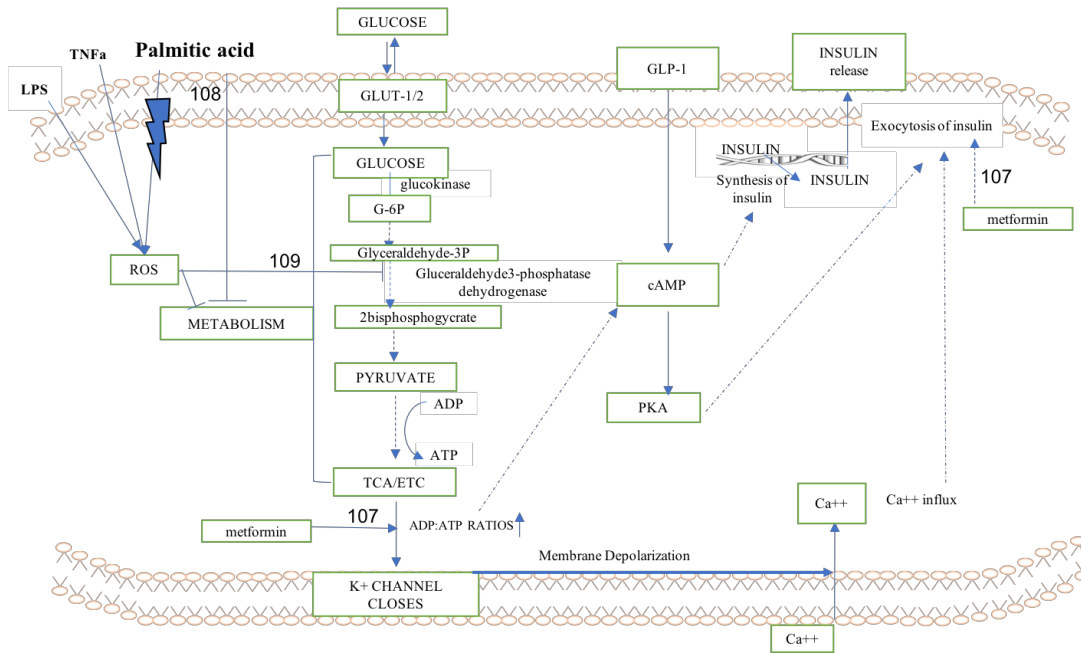 GLUCOSE
TNFa
Palmitic acid
LPS
108
GLUT-1/2
GLP-1
INSULIN
release
Exocytosis of insulin
GLUCOSE
glucokinase
G-6P
INSULIN
INSULIN
Synthesis of
insulin
107
metformin
Glyceraldehyde-3P
ROS
109
Gluceraldehyde3-phosphatase
dehydrogenase
cAMP
METABOLISM
2bisphosphogycrate
PYRUVATE
ADP
ATP
PKA
TCA/ETC
Ca++
Ca++ influx
107
metformin
ADP:ATP RATIOS
Membrane Depolarization
K+ CHANNEL
CLOSES
Ca++